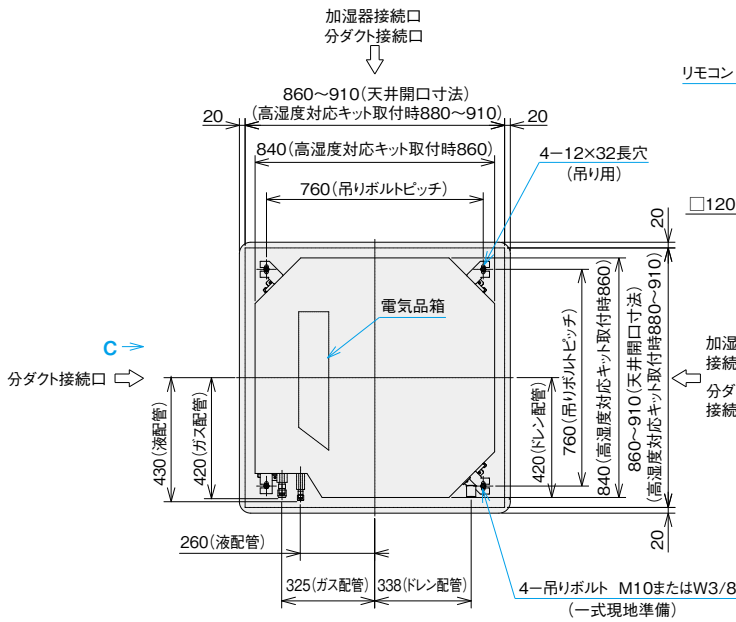 加湿器接続口
分ダクト接続口
リモコン
860～910(天井開口寸法)
(高湿度対応キット取付時880～910)
20
20
840(高湿度対応キット取付時860)
4－12×32長穴
(吊り用)
760(吊りボルトピッチ)
□120
20
電気品箱
C
分ダクト接続口
加湿
接続
分ダ
接続
430(液配管)
420(ガス配管)
420(ドレン配管)
760(吊りボルトピッチ)
840(高湿度対応キット取付時860)
860～910(天井開口寸法)
(高湿度対応キット取付時880～910)
20
260(液配管)
325(ガス配管)
338(ドレン配管)
4－吊りボルト M10またはW3/8
(一式現地準備)